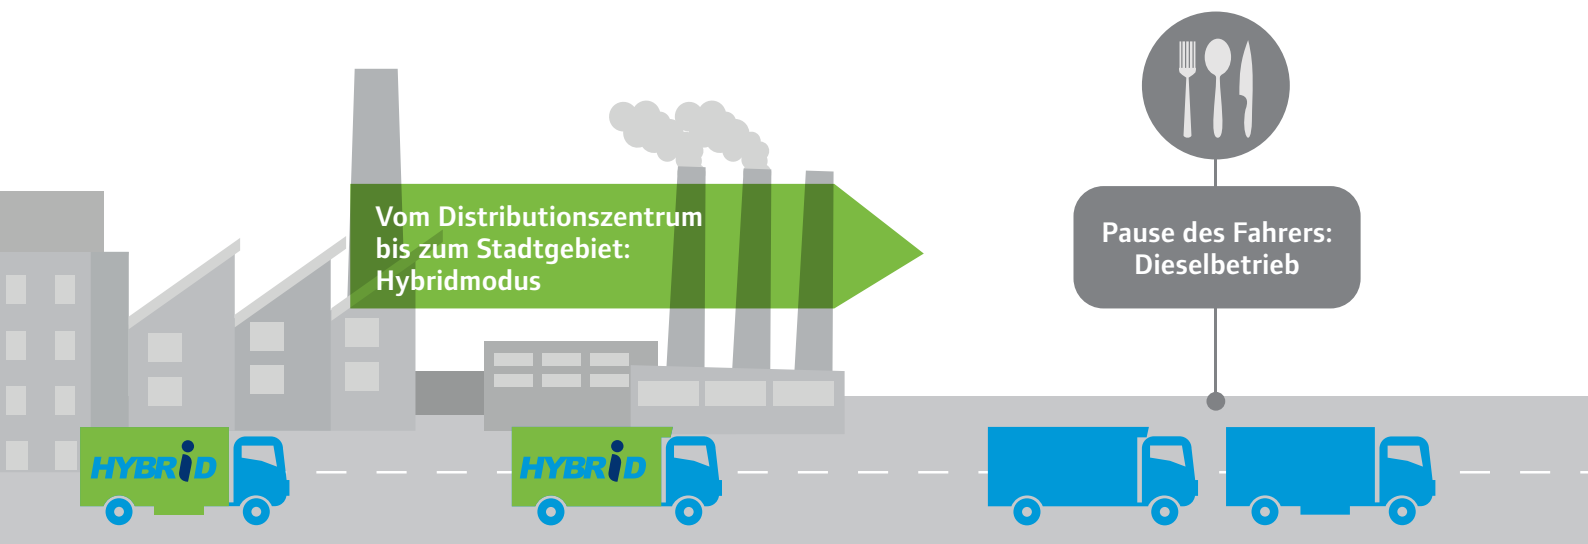 Vom Distributionszentrum
bis zum Stadtgebiet:
Hybridmodus
Pause des Fahrers:
Dieselbetrieb
HYBRiD
HYBRiD